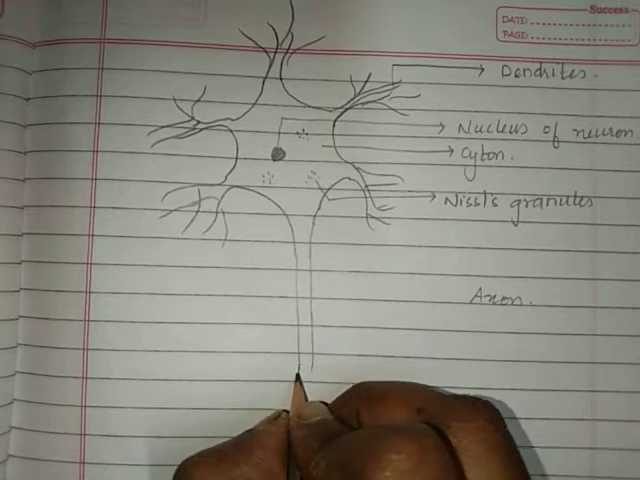 Success
DATE:
PAGE:
Dendrites.
Nucleus of neuron.
Cyton.
Nissl's granules
Axon.